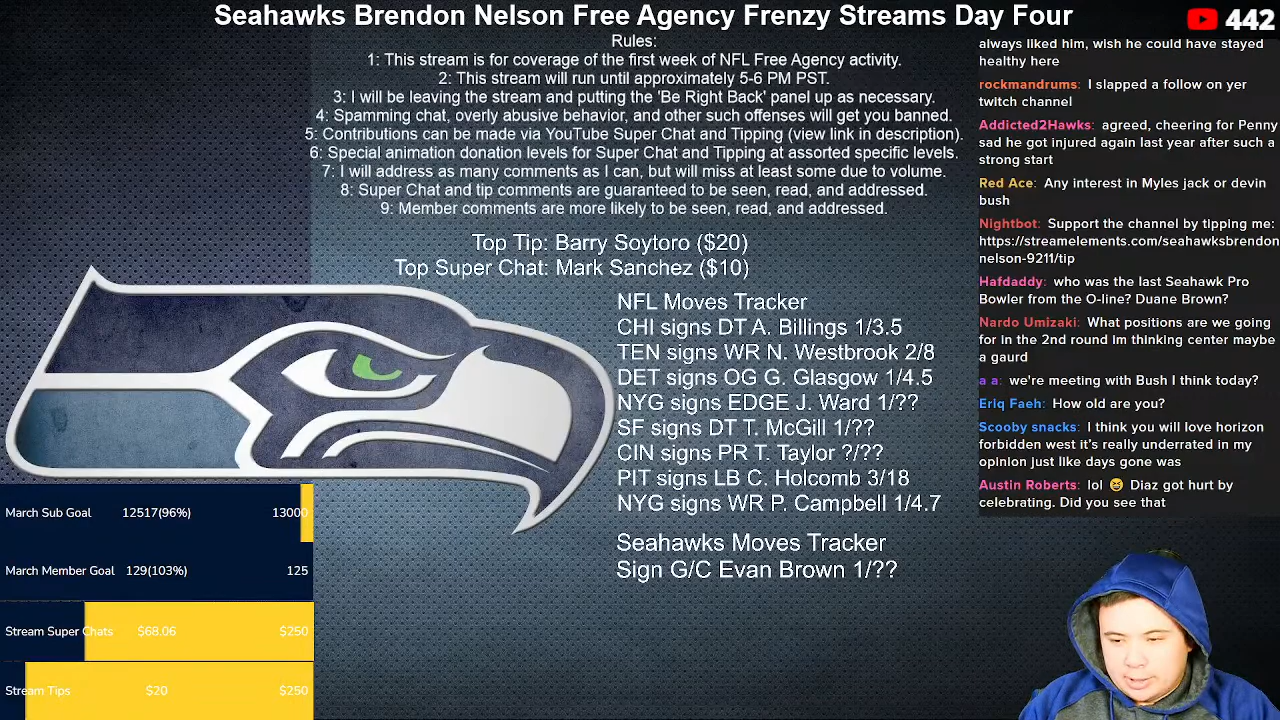 Seahawks Brendon Nelson Free Agency Frenzy Streams Day Four
442
Rules:
1: This stream is for coverage of the first week of NFL Free Agency activity.
2: This stream will run until approximately 5-6 PM PST.
3: I will be leaving the stream and putting the 'Be Right Back' panel up as necessary.
4: Spamming chat, overly abusive behavior, and other such offenses will get you banned.
5: Contributions can be made via YouTube Super Chat and Tipping (view link in description).
6: Special animation donation levels for Super Chat and Tipping at assorted specific levels.
7: I will address as many comments as I can, but will miss at least some due to volume.
8: Super Chat and tip comments are guaranteed to be seen, read, and addressed.
9: Member comments are more likely to be seen, read, and addressed.
Top Tip: Barry Soytoro ($20)
Top Super Chat: Mark Sanchez ($10)
NFL Moves Tracker
CHI signs DT A. Billings 1/3.5
TEN signs WR N. Westbrook 2/8
DET signs OG G. Glasgow 1/4.5
NYG signs EDGE J. Ward 1/??
SF signs DT T. McGill 1/??
CIN signs PR T. Taylor ?/??
PIT signs LB C. Holcomb 3/18
NYG signs WR P. Campbell 1/4.7
Seahawks Moves Tracker
Sign G/C Evan Brown 1/??
March Sub Goal 12517(96%) 13000
March Member Goal 129(103%) 125
Stream Super Chats $68.06 $250
Stream Tips $20 $250
always liked him, wish he could have stayed
healthy here
rockmandrums: I slapped a follow on yer
twitch channel
Addicted2Hawks: agreed, cheering for Penny
sad he got injured again last year after such a
strong start
Red Ace: Any interest in Myles jack or devin
bush
Nightbot: Support the channel by tipping me:
https://streamelements.com/seahawksbrendon
nelson-9211/tip
Hafdaddy: who was the last Seahawk Pro
Bowler from the O-line? Duane Brown?
Nardo Umizaki: What positions are we going
for in the 2nd round im thinking center maybe
a gaurd
a a: we're meeting with Bush I think today?
Eriq Faeh: How old are you?
Scooby snacks: I think you will love horizon
forbidden west it's really underrated in my
opinion just like days gone was
Austin Roberts: lol 😆 Diaz got hurt by
celebrating. Did you see that